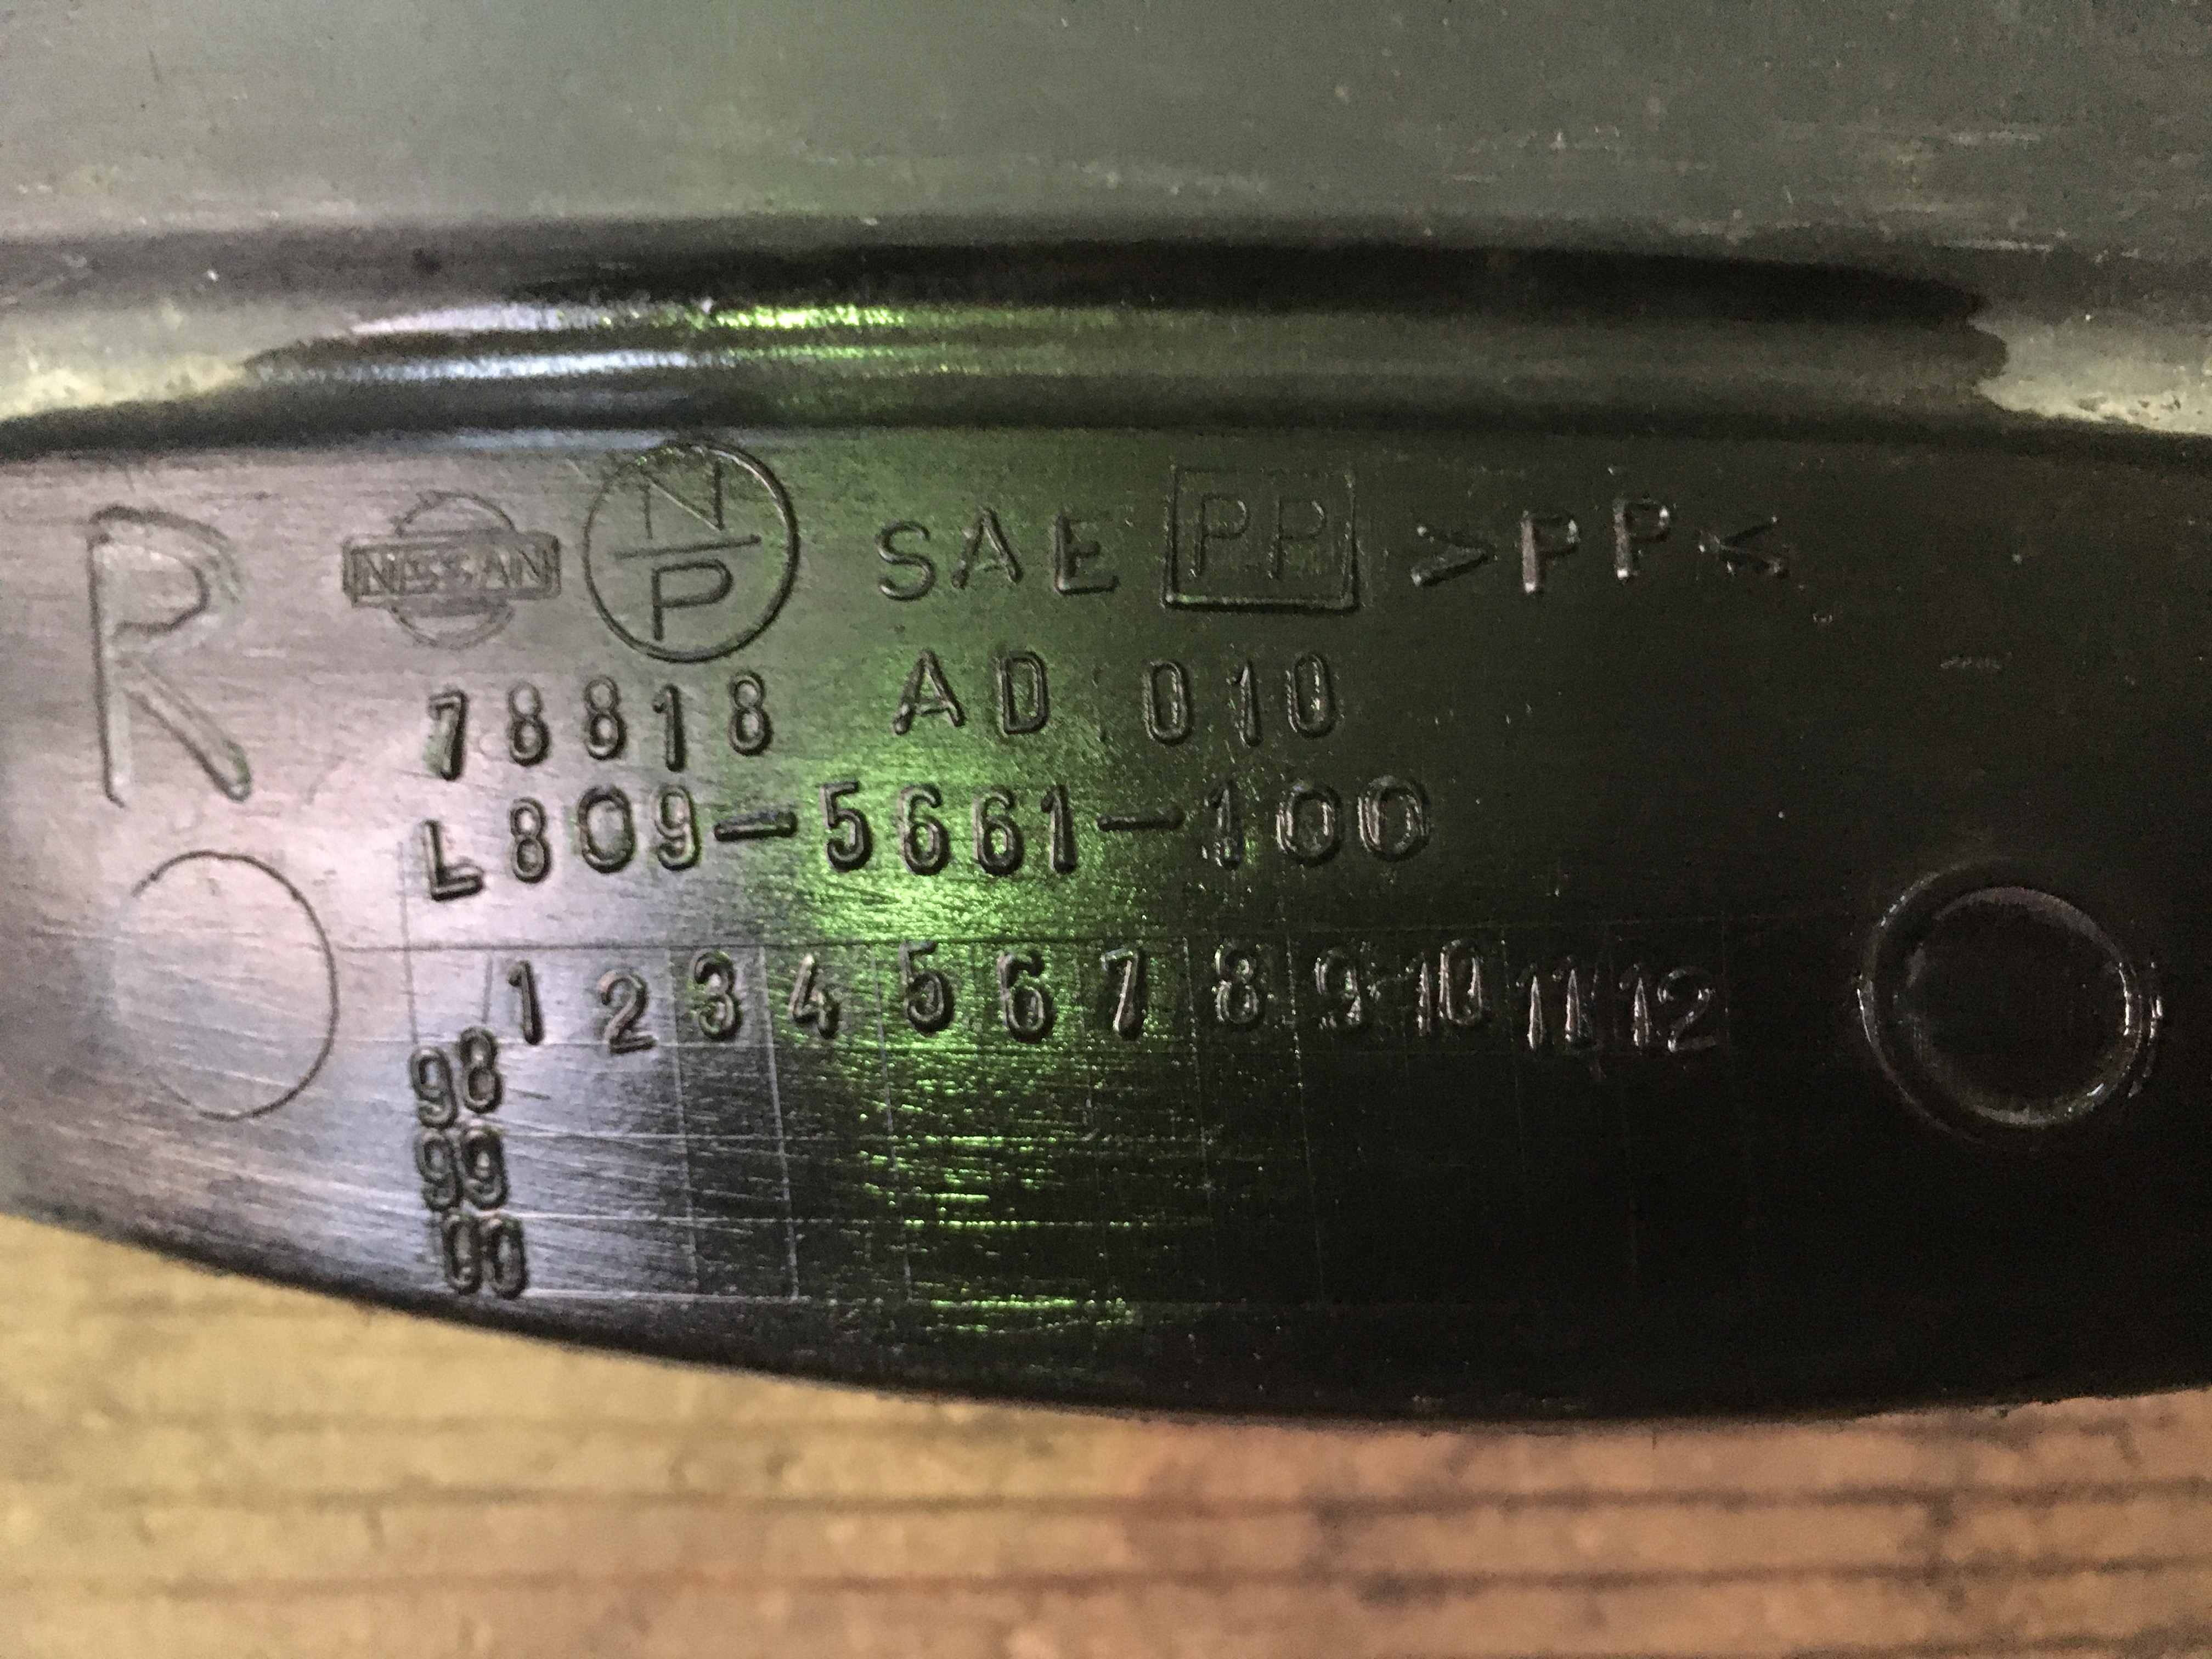 R NISSAN N P SAE PP >PP<
78818 AD 010
L809-5661-100
1 2 3 4 5 6 7 8 9 10 11 12
98
99
00